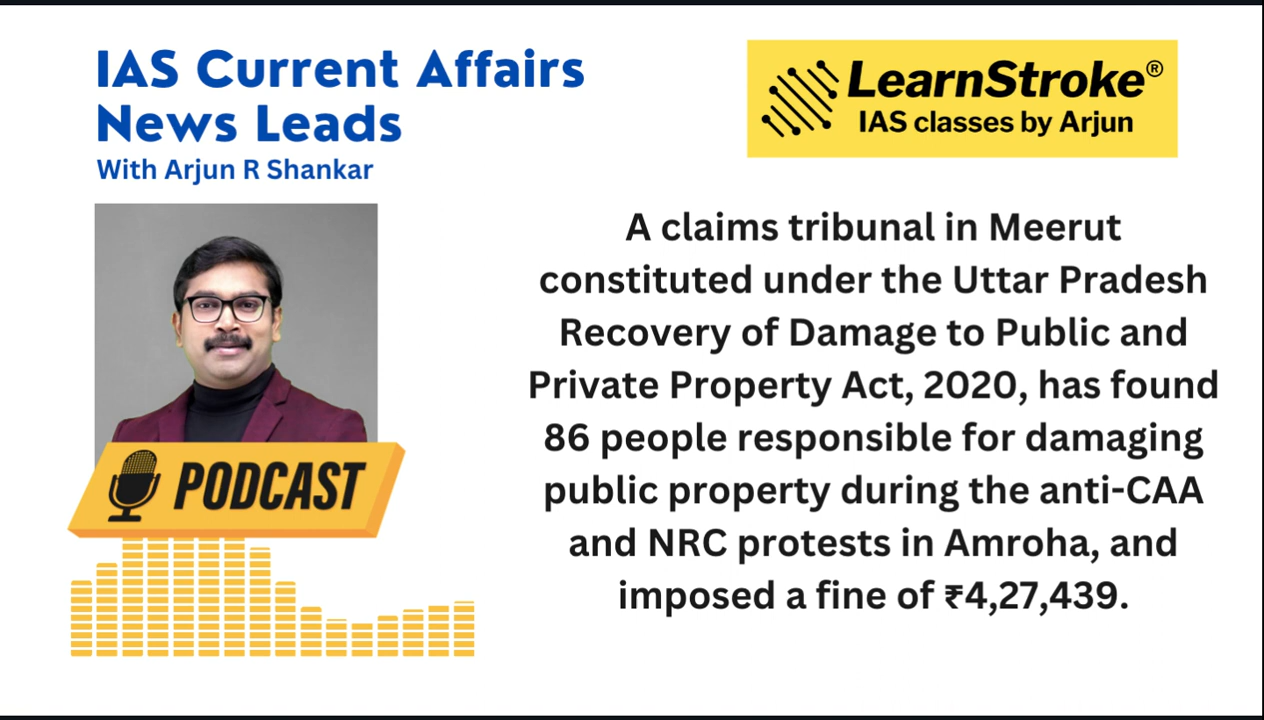 IAS Current Affairs
News Leads
With Arjun R Shankar
LearnStroke®
IAS classes by Arjun
PODCAST
A claims tribunal in Meerut
constituted under the Uttar Pradesh
Recovery of Damage to Public and
Private Property Act, 2020, has found
86 people responsible for damaging
public property during the anti-CAA
and NRC protests in Amroha, and
imposed a fine of ₹4,27,439.